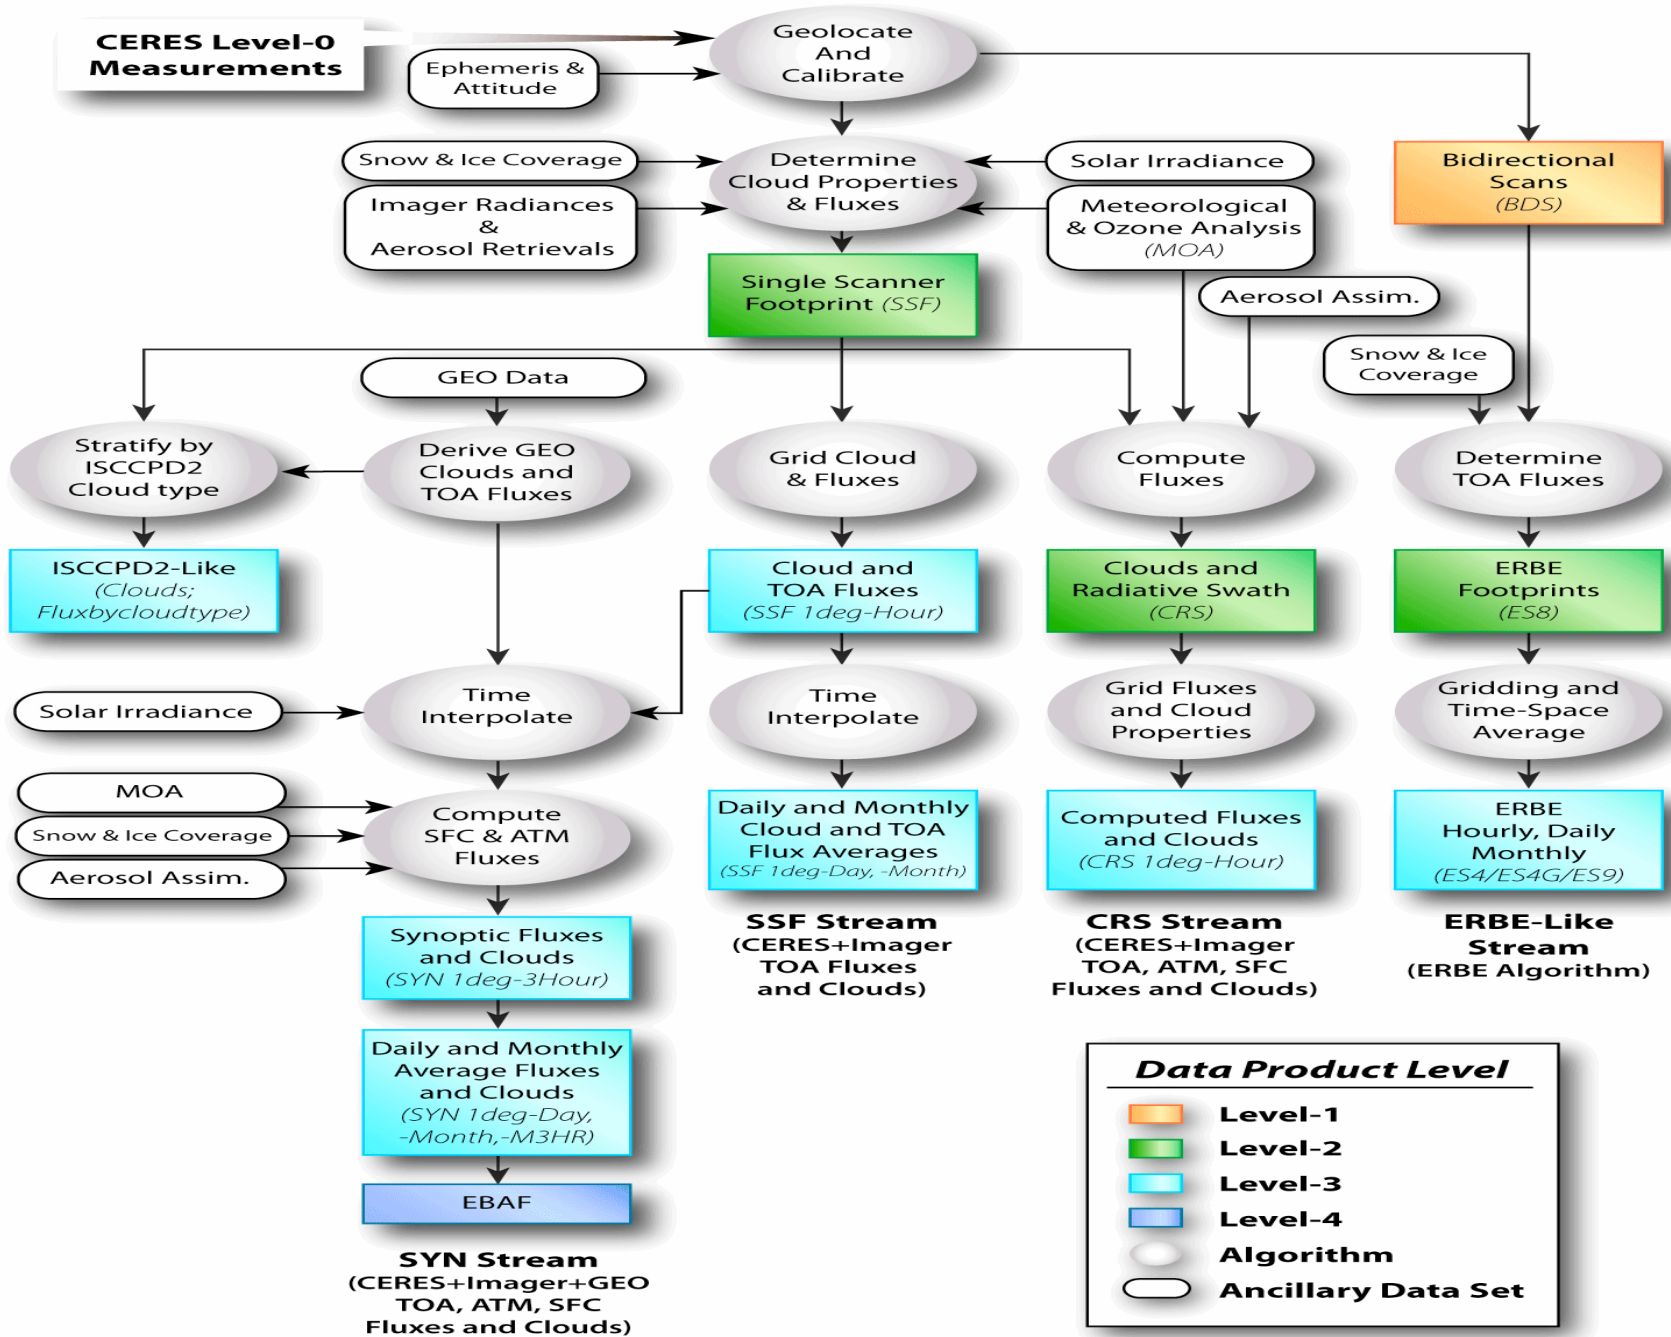 CERES Level-0
Measurements
Ephemeris &
Attitude
Geolocate
And
Calibrate
Snow & Ice Coverage
Imager Radiances
&
Aerosol Retrievals
Determine
Cloud Properties
& Fluxes
Solar Irradiance
Meteorological
& Ozone Analysis
(MOA)
Bidirectional
Scans
(BDS)
Single Scanner
Footprint (SSF)
Aerosol Assim.
Snow & Ice
Coverage
GEO Data
Stratify by
ISCCPD2
Cloud type
Derive GEO
Clouds and
TOA Fluxes
Grid Cloud
& Fluxes
Compute
Fluxes
Determine
TOA Fluxes
ISCCPD2-Like
(Clouds;
Fluxbycloudtype)
Cloud and
TOA Fluxes
(SSF 1deg-Hour)
Clouds and
Radiative Swath
(CRS)
ERBE
Footprints
(ES8)
Solar Irradiance
Time
Interpolate
Time
Interpolate
Grid Fluxes
and Cloud
Properties
Gridding and
Time-Space
Average
MOA
Snow & Ice Coverage
Aerosol Assim.
Compute
SFC & ATM
Fluxes
Daily and Monthly
Cloud and TOA
Flux Averages
(SSF 1deg-Day, -Month)
Computed Fluxes
and Clouds
(CRS 1deg-Hour)
ERBE
Hourly, Daily
Monthly
(ES4/ES4G/ES9)
Synoptic Fluxes
and Clouds
(SYN 1deg-3Hour)
SSF Stream
(CERES+Imager
TOA Fluxes
and Clouds)
CRS Stream
(CERES+Imager
TOA, ATM, SFC
Fluxes and Clouds)
ERBE-Like
Stream
(ERBE Algorithm)
Daily and Monthly
Average Fluxes
and Clouds
(SYN 1deg-Day,
-Month,-M3HR)
EBAF
SYN Stream
(CERES+Imager+GEO
TOA, ATM, SFC
Fluxes and Clouds)
Data Product Level
Level-1
Level-2
Level-3
Level-4
Algorithm
Ancillary Data Set